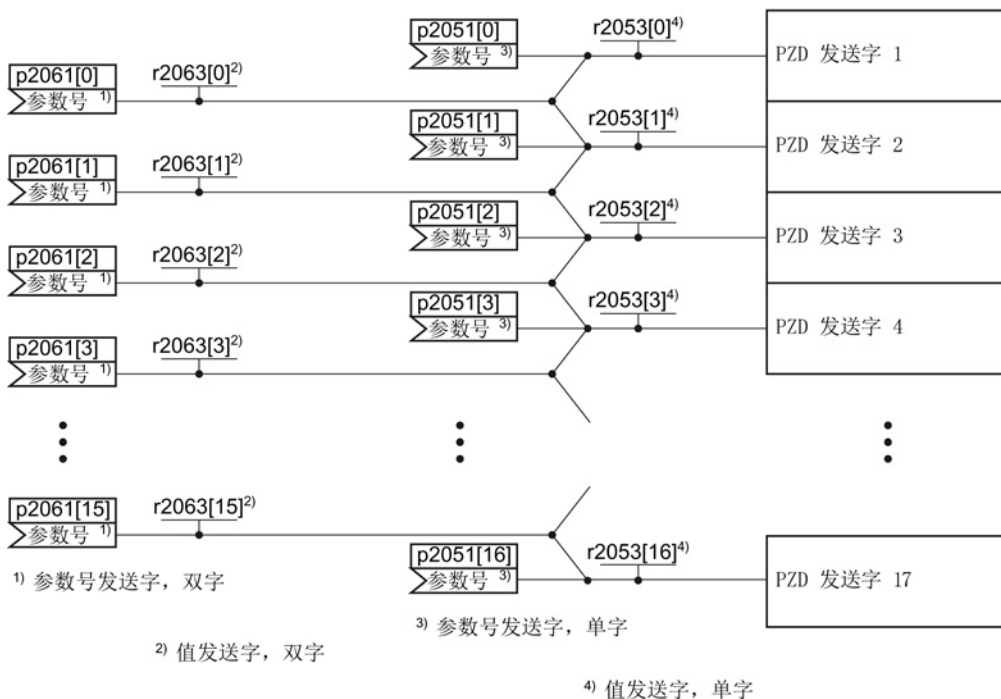 p2051[0]
参数号 3)
r2053[0]4)
PZD 发送字 1
p2061[0]
参数号 1)
r2063[0]2)
p2051[1]
参数号 3)
r2053[1]4)
PZD 发送字 2
p2061[1]
参数号 1)
r2063[1]2)
p2051[2]
参数号 3)
r2053[2]4)
PZD 发送字 3
p2061[2]
参数号 1)
r2063[2]2)
p2051[3]
参数号 3)
r2053[3]4)
PZD 发送字 4
p2061[3]
参数号 1)
r2063[3]2)
p2061[15]
参数号 1)
r2063[15]2)
p2051[16]
参数号 3)
r2053[16]4)
PZD 发送字 17
1) 参数号发送字，双字
3) 参数号发送字，单字
2) 值发送字，双字
4) 值发送字，单字